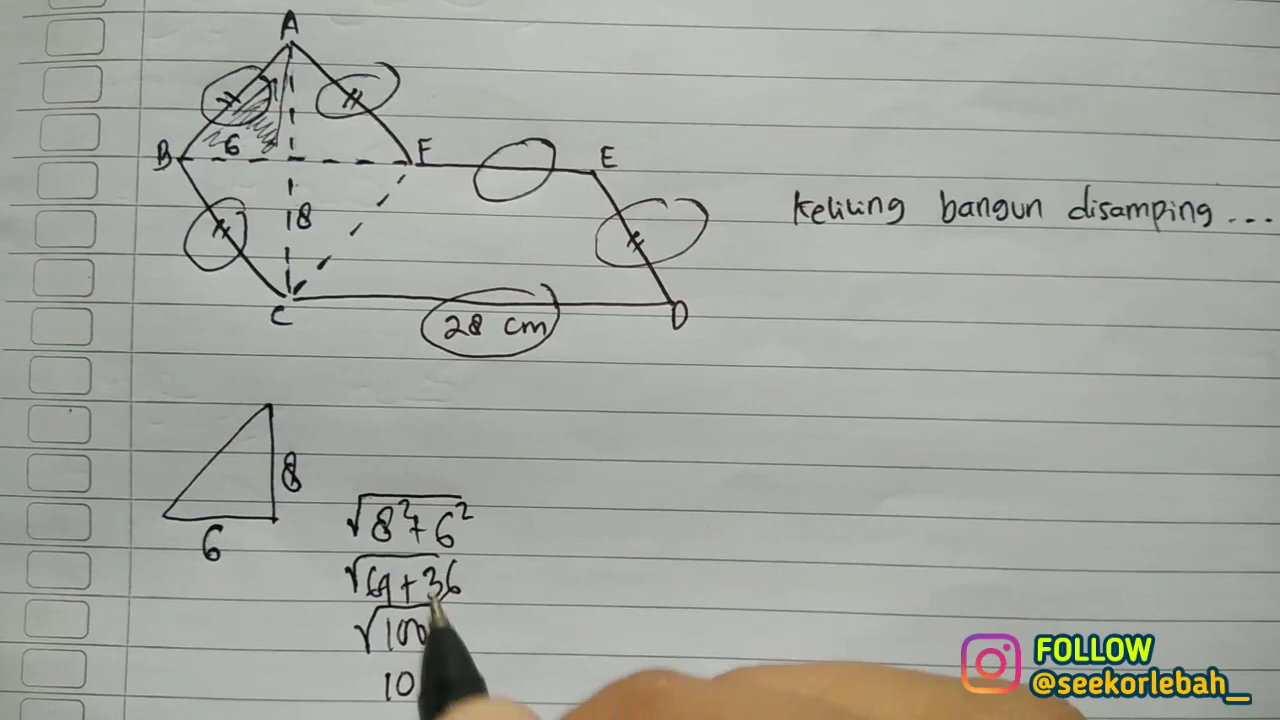 A
B
6
F
E
18
C
28 cm
D
Keliling bangun disamping ...
8
6
√8²+6²
√64+36
√100
10
FOLLOW
@seekorlebah_